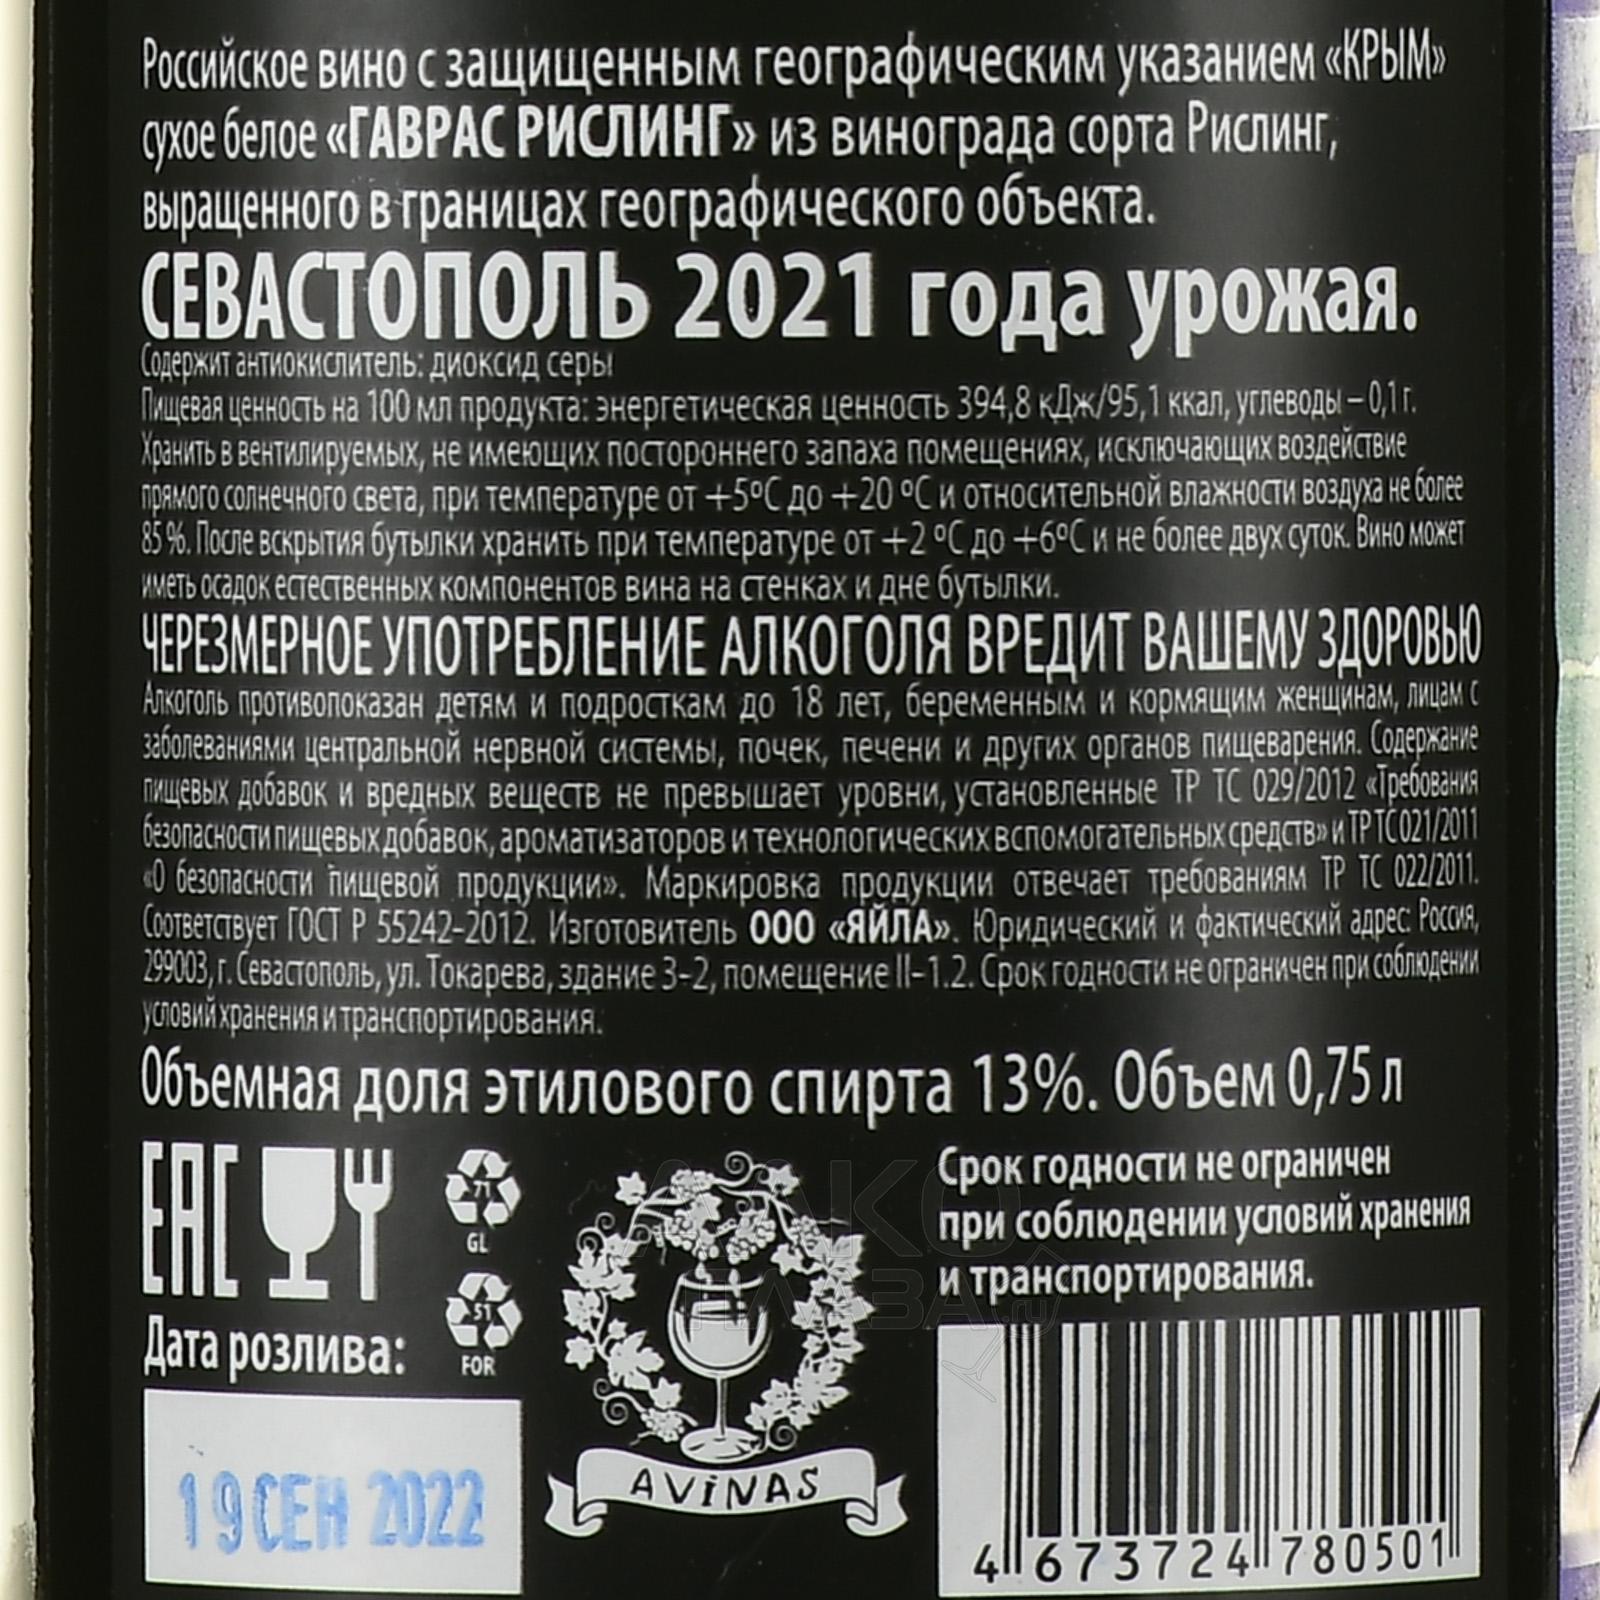 Российское вино с защищенным географическим указанием «КРЫМ»
сухое белое «ГАВРАС РИСЛИНГ» из винограда сорта Рислинг,
выращенного в границах географического объекта.
СЕВАСТОПОЛЬ 2021 года урожая.
Содержит антиокислитель: диоксид серы
Пищевая ценность на 100 мл продукта: энергетическая ценность 394,8 кДж/95,1 ккал, углеводы – 0,1 г.
Хранить в вентилируемых, не имеющих постороннего запаха помещениях, исключающих воздействие
прямого солнечного света, при температуре от +5ºС до +20 ºС и относительной влажности воздуха не более
85 %. После вскрытия бутылки хранить при температуре от +2 ºС до +6ºС и не более двух суток. Вино может
иметь осадок естественных компонентов вина на стенках и дне бутылки.
ЧЕРЕЗМЕРНОЕ УПОТРЕБЛЕНИЕ АЛКОГОЛЯ ВРЕДИТ ВАШЕМУ ЗДОРОВЬЮ
Алкоголь противопоказан детям и подросткам до 18 лет, беременным и кормящим женщинам, лицам с
заболеваниями центральной нервной системы, почек, печени и других органов пищеварения. Содержание
пищевых добавок и вредных веществ не превышает уровни, установленные ТР ТС 029/2012 «Требования
безопасности пищевых добавок, ароматизаторов и технологических вспомогательных средств» и ТР ТС 021/2011
«О безопасности пищевой продукции». Маркировка продукции отвечает требованиям ТР ТС 022/2011.
Соответствует ГОСТ Р 55242-2012. Изготовитель ООО «ЯЙЛА». Юридический и фактический адрес: Россия,
299003, г. Севастополь, ул. Токарева, здание 3-2, помещение II-1.2. Срок годности не ограничен при соблюдении
условий хранения и транспортирования.
Объемная доля этилового спирта 13%. Объем 0,75 л
EAC
71
GL
51
FOR
Дата розлива:
19 СЕН 2022
AVINAS
Срок годности не ограничен
при соблюдении условий хранения
и транспортирования.
4 673724 780501
АЛКО
ПЛАЗА.ru